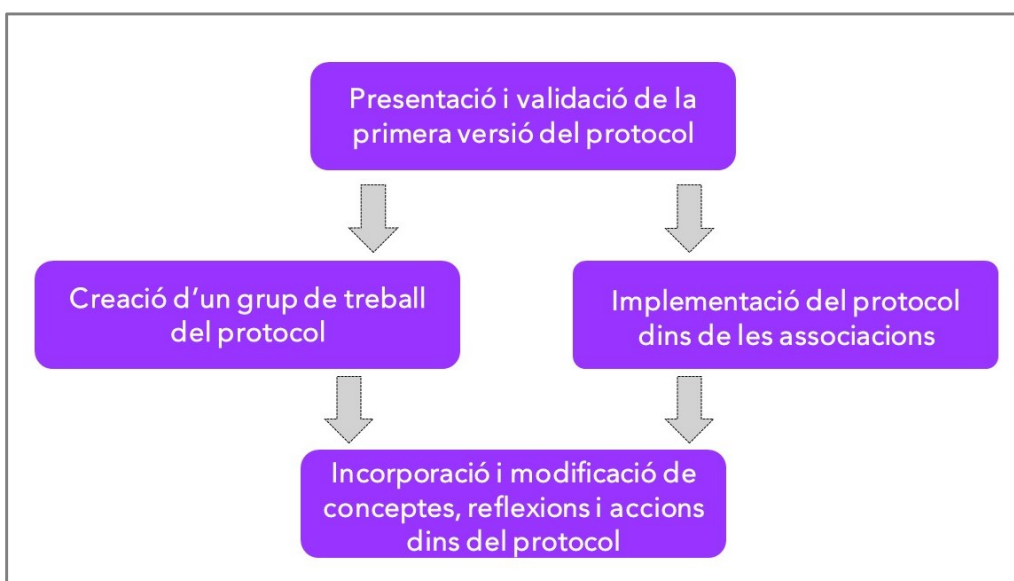 Presentació i validació de la
primera versió del protocol
Creació d'un grup de treball
del protocol
Implementació del protocol
dins de les associacions
Incorporació i modificació de
conceptes, reflexions i accions
dins del protocol